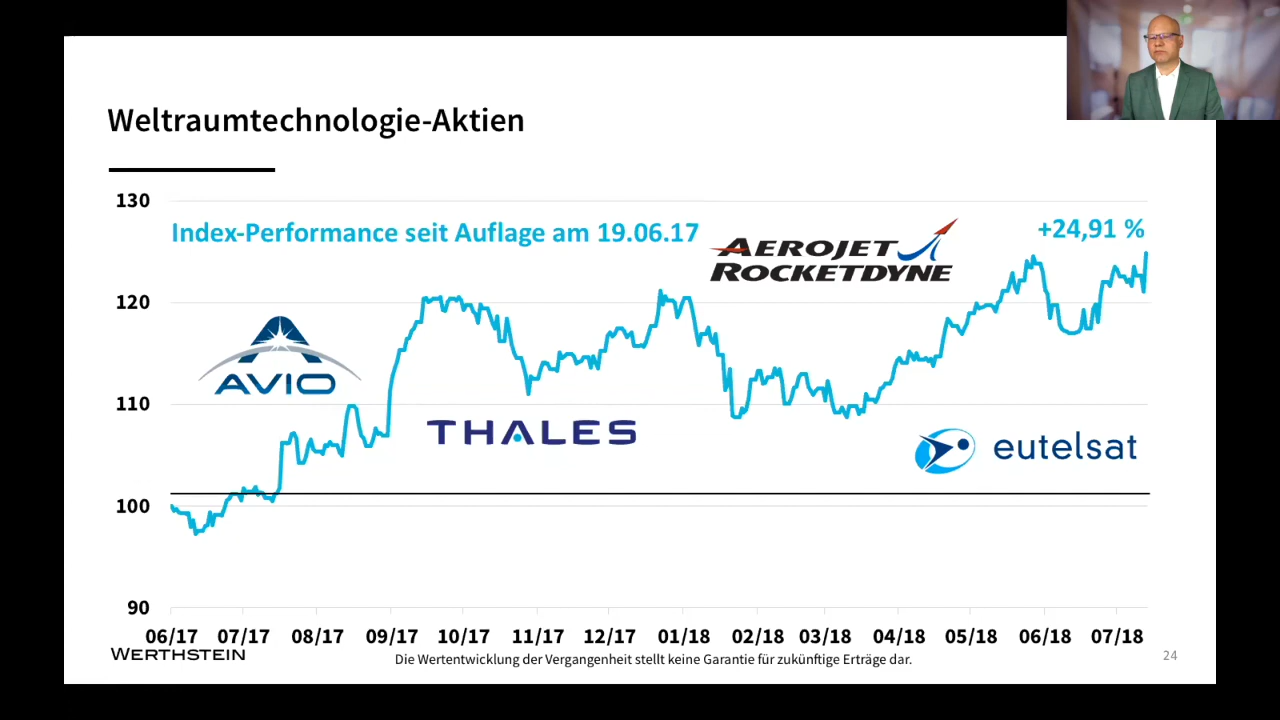 Weltraumtechnologie-Aktien
130
Index-Performance seit Auflage am 19.06.17
+24,91 %
AEROJET
ROCKETDYNE
120
AVIO
110
THALES
eutelsat
100
90
06/17 07/17 08/17 09/17 10/17 11/17 12/17 01/18 02/18 03/18 04/18 05/18 06/18 07/18
WERTHSTEIN
Die Wertentwicklung der Vergangenheit stellt keine Garantie für zukünftige Erträge dar.
24